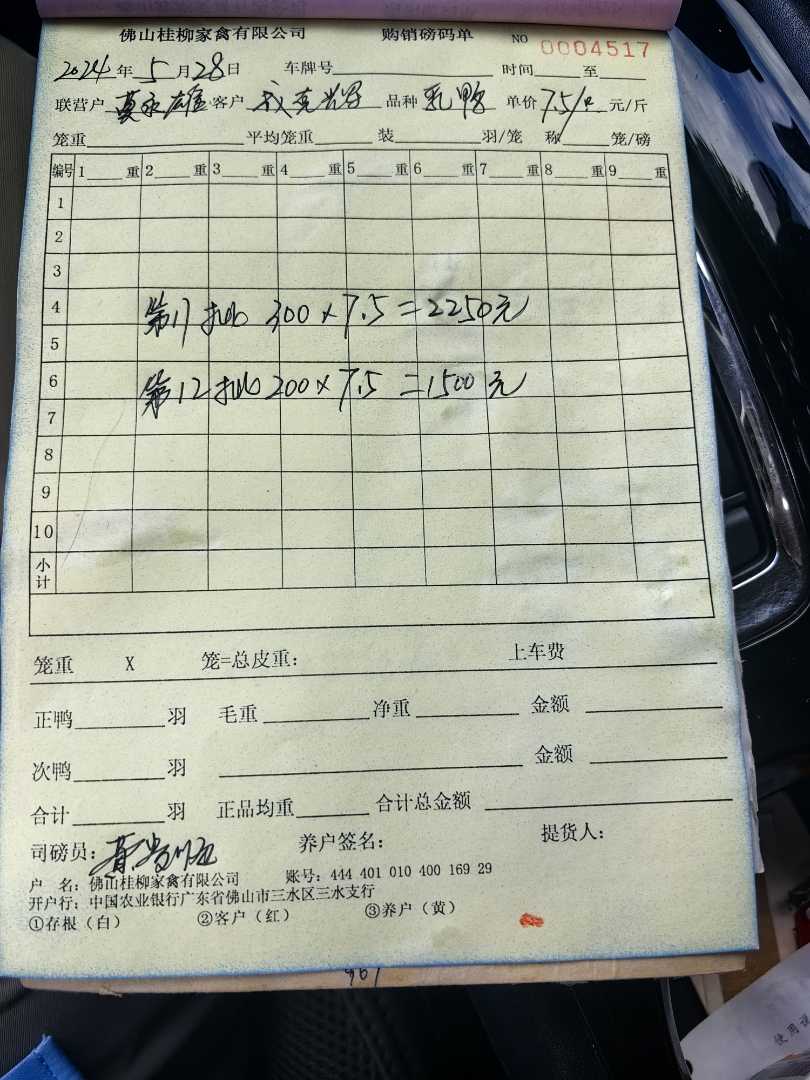 佛山桂柳家禽有限公司 购销磅码单 NO 0004517
2024年5月28日 车牌号 时间 至
联营户 莫永雄 客户 品种 乳鸭 单价 7.5/只 元/斤
笼重 平均笼重 装 羽/笼 称 笼/磅
编号 1 重 2 重 3 重 4 重 5 重 6 重 7 重 8 重 9 重
1
2
3
4
第11批 300×7.5=2250元
5
6
第12批 200×7.5=1500元
7
8
9
10
小计
笼重 X 笼=总皮重: 上车费
正鸭 羽 毛重 净重 金额
次鸭 羽 金额
合计 羽 正品均重 合计总金额
司磅员: 养户签名: 提货人:
户 名: 佛山桂柳家禽有限公司 账号: 444 401 010 400 169 29
开户行: 中国农业银行广东省佛山市三水区三水支行
①存根(白) ②客户(红) ③养户(黄)
使用误